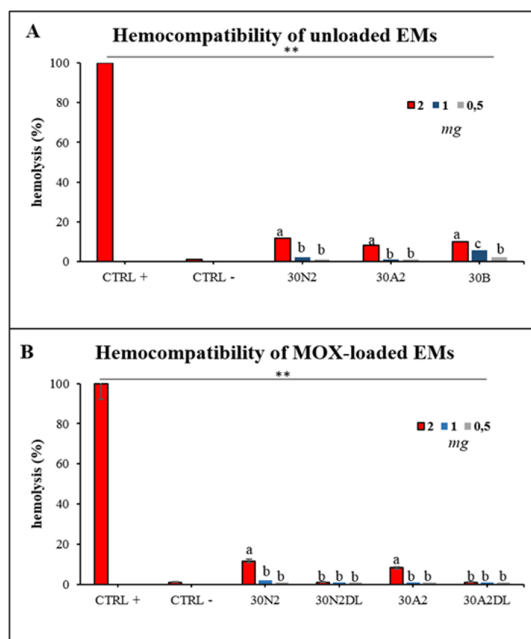 A
Hemocompatibility of unloaded EMs
**
100
80
60
40
20
0
hemolysis (%)
2 1 0,5
mg
a b b a b b a c b
CTRL + CTRL - 30N2 30A2 30B
B
Hemocompatibility of MOX-loaded EMs
**
100
80
60
40
20
0
hemolysis (%)
2 1 0,5
mg
a b b b b b a b b b b b
CTRL + CTRL - 30N2 30N2DL 30A2 30A2DL